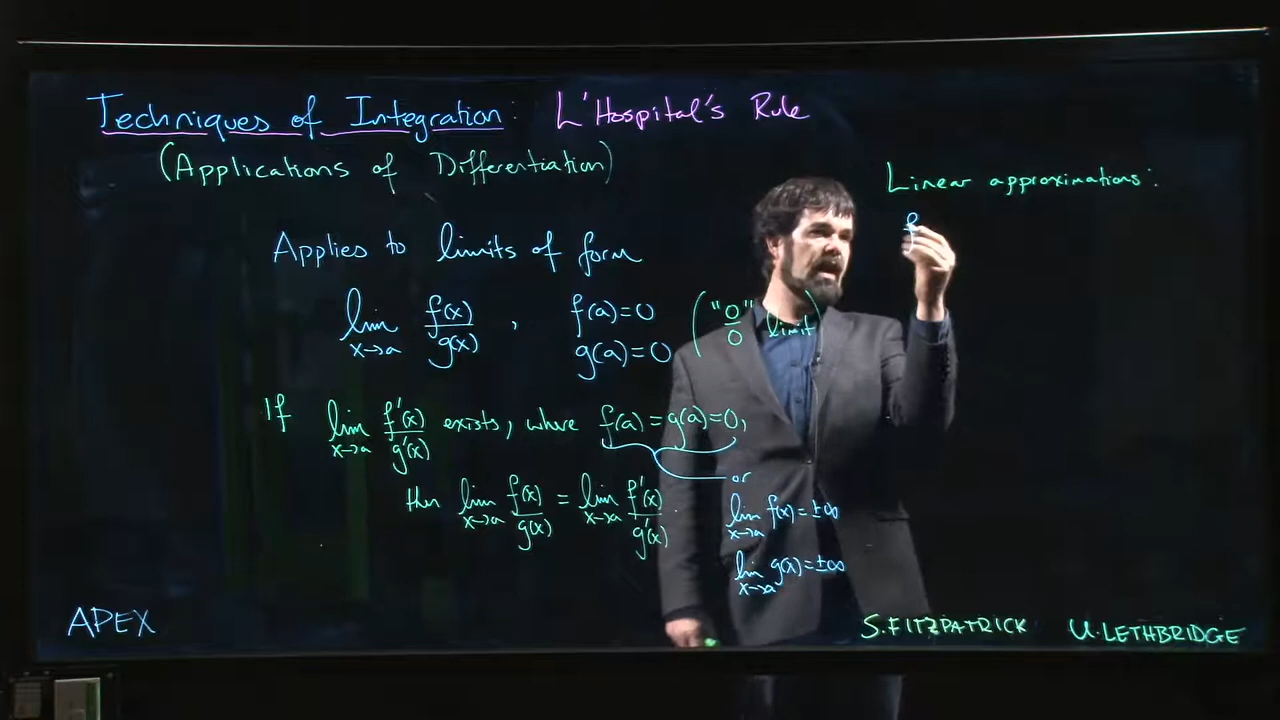 Techniques of Integration: L'Hospital's Rule
(Applications of Differentiation)
Linear approximations:
f
Applies to limits of form
lim x→a f(x)/g(x) , f(a)=0 g(a)=0 ("0/0" limit)
If lim x→a f'(x)/g'(x) exists, where f(a)=g(a)=0,
or
then lim x→a f(x)/g(x) = lim x→a f'(x)/g'(x).
lim x→a f(x)=±∞
lim x→a g(x)=±∞
APEX
S.FITZPATRICK U.LETHBRIDGE